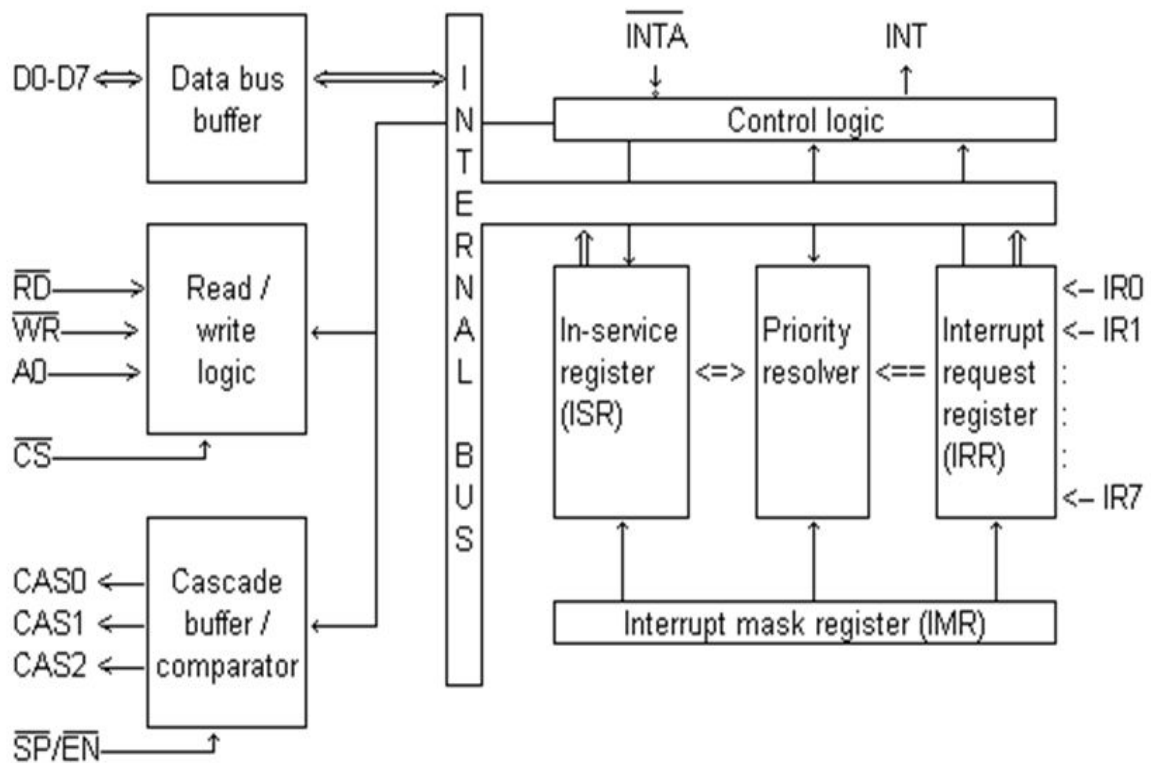 INTA
INT
D0-D7
Data bus
buffer
Control logic
INTERNAL BUS
RD
WR
A0
CS
Read /
write
logic
In-service
register
(ISR)
<=>
Priority
resolver
<==
Interrupt
request
register
(IRR)
<– IR0
<– IR1
:
:
:
<– IR7
CAS0
CAS1
CAS2
SP/EN
Cascade
buffer /
comparator
Interrupt mask register (IMR)